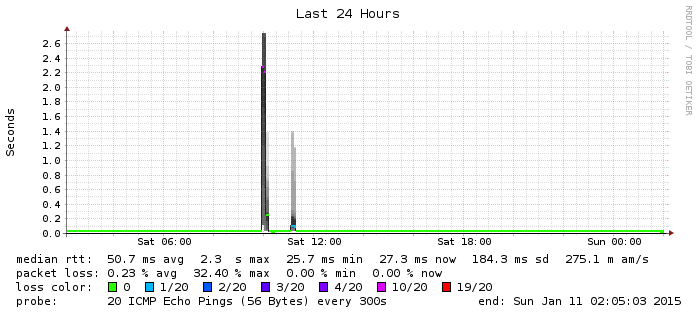 Last 24 Hours
RRDTOOL / TOBI OETIKER
Seconds
2.6
2.4
2.2
2.0
1.8
1.6
1.4
1.2
1.0
0.8
0.6
0.4
0.2
0.0
Sat 06:00 Sat 12:00 Sat 18:00 Sun 00:00
median rtt: 50.7 ms avg 2.3 s max 25.7 ms min 27.3 ms now 184.3 ms sd 275.1 m am/s
packet loss: 0.23 % avg 32.40 % max 0.00 % min 0.00 % now
loss color: 0 1/20 2/20 3/20 4/20 10/20 19/20
probe: 20 ICMP Echo Pings (56 Bytes) every 300s end: Sun Jan 11 02:05:03 2015